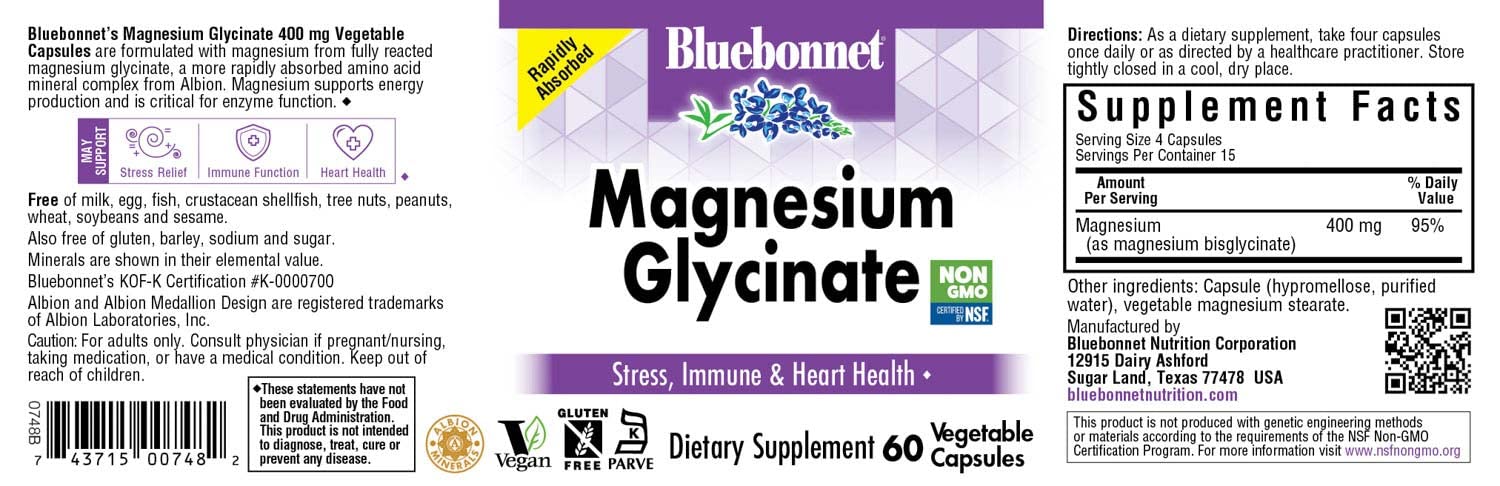 Bluebonnet's Magnesium Glycinate 400 mg Vegetable
Capsules are formulated with magnesium from fully reacted
magnesium glycinate, a more rapidly absorbed amino acid
mineral complex from Albion. Magnesium supports energy
production and is critical for enzyme function. ◆
MAY
SUPPORT
Stress Relief
Immune Function
Heart Health
◆
Free of milk, egg, fish, crustacean shellfish, tree nuts, peanuts,
wheat, soybeans and sesame.
Also free of gluten, barley, sodium and sugar.
Minerals are shown in their elemental value.
Bluebonnet's KOF-K Certification #K-0000700
Albion and Albion Medallion Design are registered trademarks
of Albion Laboratories, Inc.
Caution: For adults only. Consult physician if pregnant/nursing,
taking medication, or have a medical condition. Keep out of
reach of children.
0748B
7 43715 00748 2
◆These statements have not
been evaluated by the Food
and Drug Administration.
This product is not intended
to diagnose, treat, cure or
prevent any disease.
Rapidly
Absorbed
Bluebonnet®
Magnesium
Glycinate
NON
GMO
CERTIFIED
BY NSF.
Stress, Immune & Heart Health ◆
ALBION
MINERALS
Vegan
GLUTEN
FREE
K
PARVE
Dietary Supplement 60 Vegetable
Capsules
Directions: As a dietary supplement, take four capsules
once daily or as directed by a healthcare practitioner. Store
tightly closed in a cool, dry place.
Supplement Facts
Serving Size 4 Capsules
Servings Per Container 15
Amount % Daily
Per Serving Value
Magnesium 400 mg 95%
(as magnesium bisglycinate)
Other ingredients: Capsule (hypromellose, purified
water), vegetable magnesium stearate.
Manufactured by
Bluebonnet Nutrition Corporation
12915 Dairy Ashford
Sugar Land, Texas 77478 USA
bluebonnetnutrition.com
This product is not produced with genetic engineering methods
or materials according to the requirements of the NSF Non-GMO
Certification Program. For more information visit www.nsfnongmo.org